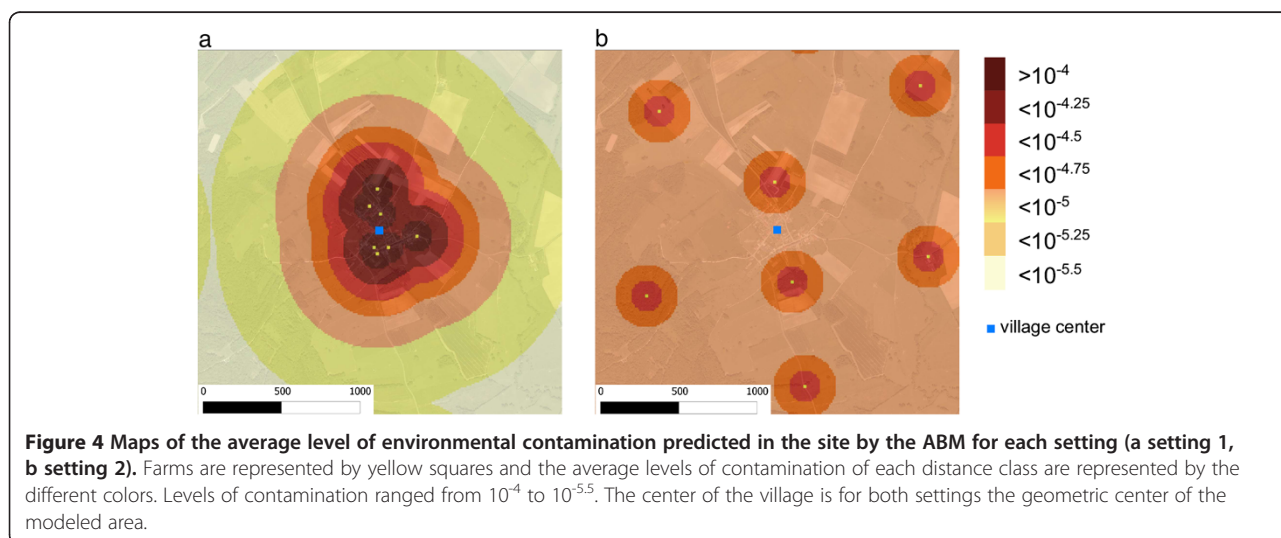 a
b
>10-4
<10-4.25
<10-4.5
<10-4.75
<10-5
<10-5.25
<10-5.5
village center
0 500 1000
0 500 1000
Figure 4 Maps of the average level of environmental contamination predicted in the site by the ABM for each setting (a setting 1,
b setting 2). Farms are represented by yellow squares and the average levels of contamination of each distance class are represented by the
different colors. Levels of contamination ranged from 10-4 to 10-5.5. The center of the village is for both settings the geometric center of the
modeled area.